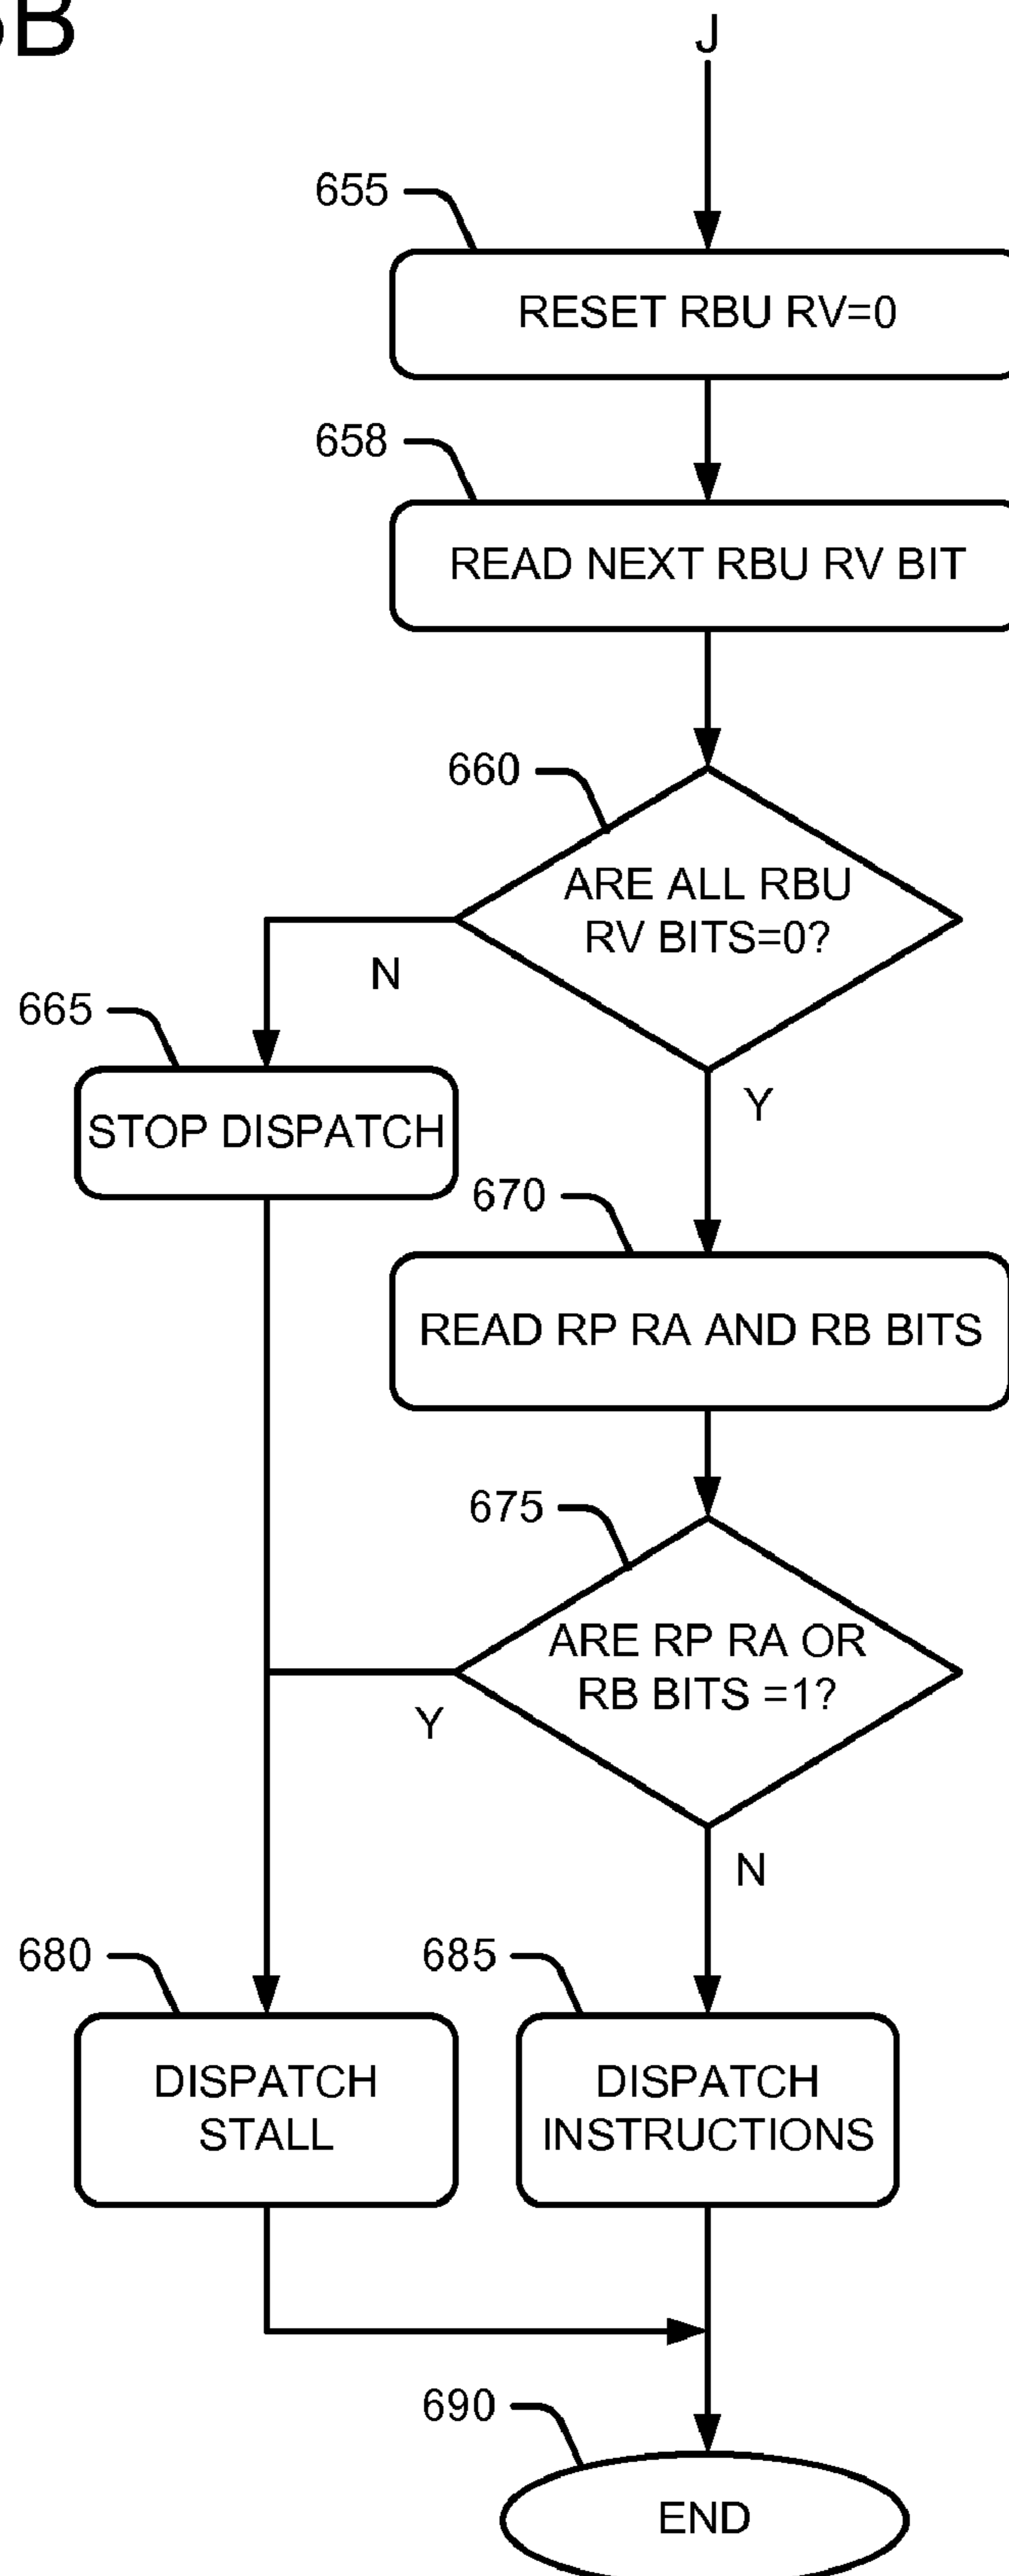 J
655
RESET RBU RV=0
658
READ NEXT RBU RV BIT
660
ARE ALL RBU
RV BITS=0?
N
665
Y
STOP DISPATCH
670
READ RP RA AND RB BITS
675
ARE RP RA OR
RB BITS =1?
Y
N
680
685
DISPATCH
STALL
DISPATCH
INSTRUCTIONS
690
END